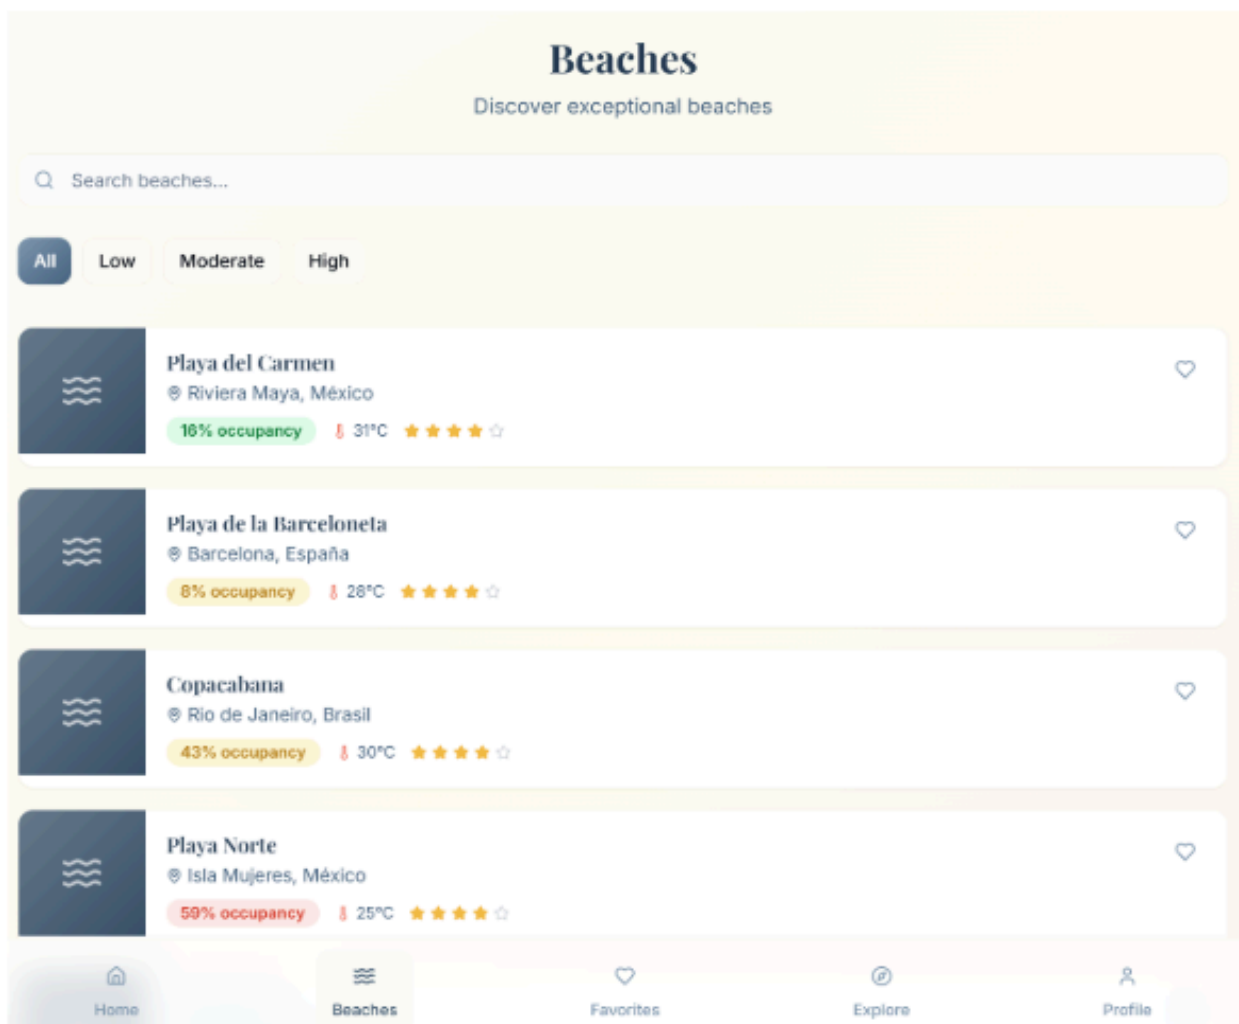 Beaches
Discover exceptional beaches
Search beaches...
All Low Moderate High
Playa del Carmen
Riviera Maya, México
16% occupancy 31°C
Playa de la Barceloneta
Barcelona, España
8% occupancy 28°C
Copacabana
Rio de Janeiro, Brasil
43% occupancy 30°C
Playa Norte
Isla Mujeres, México
59% occupancy 25°C
Home Beaches Favorites Explore Profile